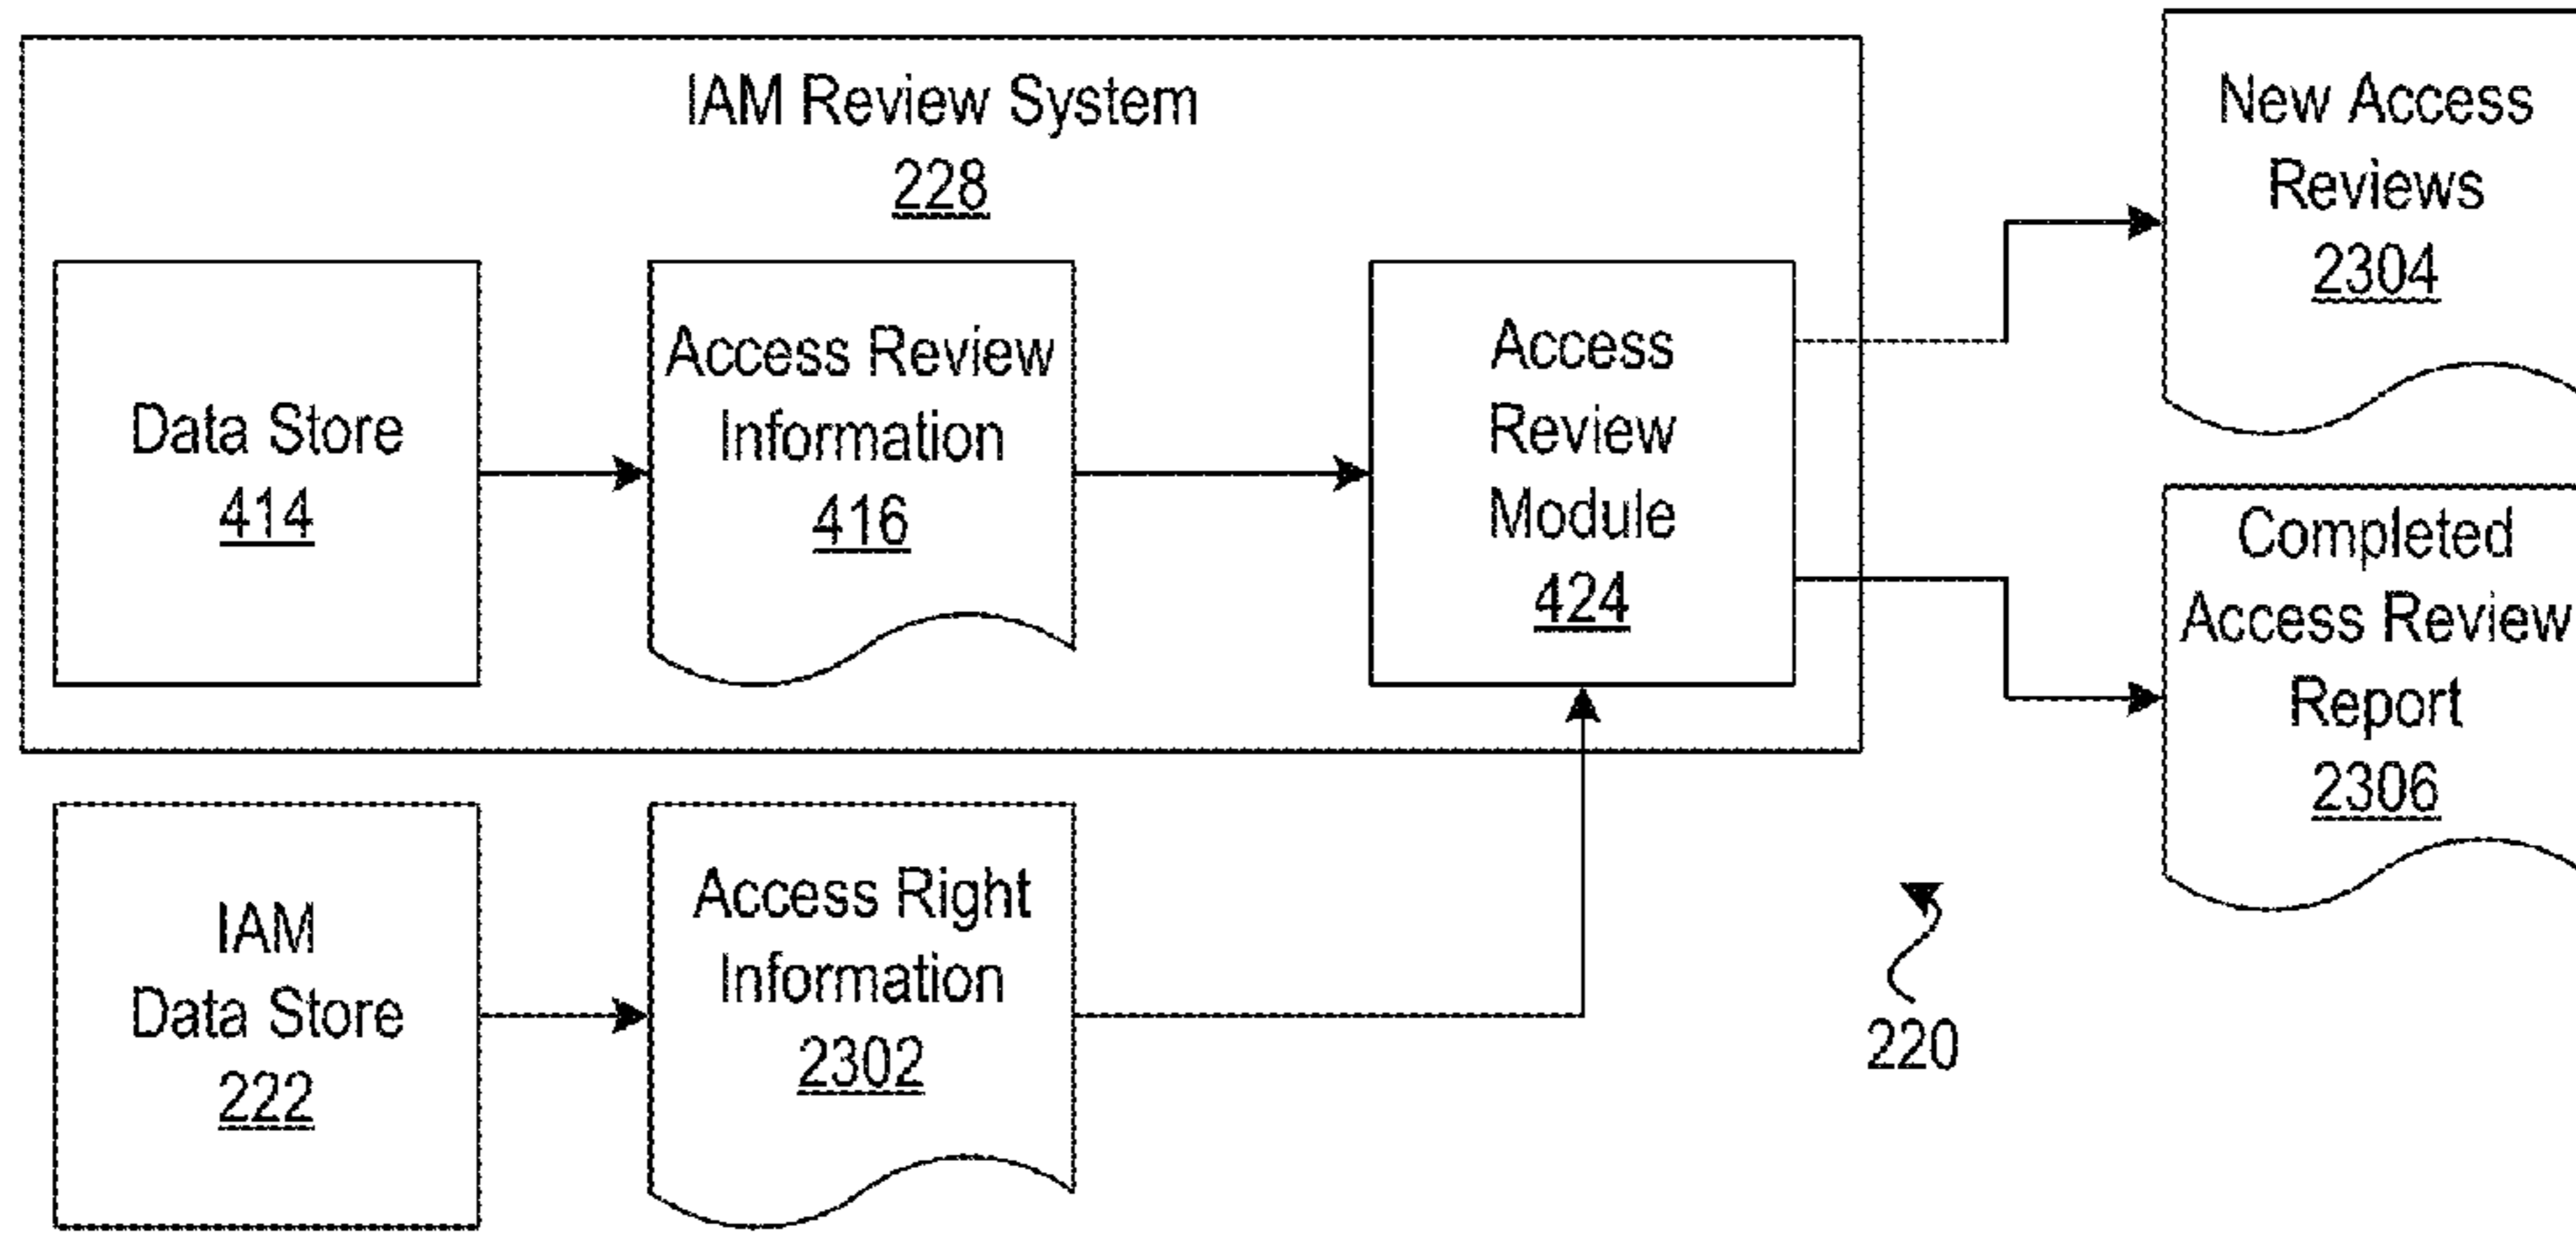 IAM Review System
228
Data Store
414
Access Review
Information
416
Access
Review
Module
424
New Access
Reviews
2304
Completed
Access Review
Report
2306
IAM
Data Store
222
Access Right
Information
2302
220